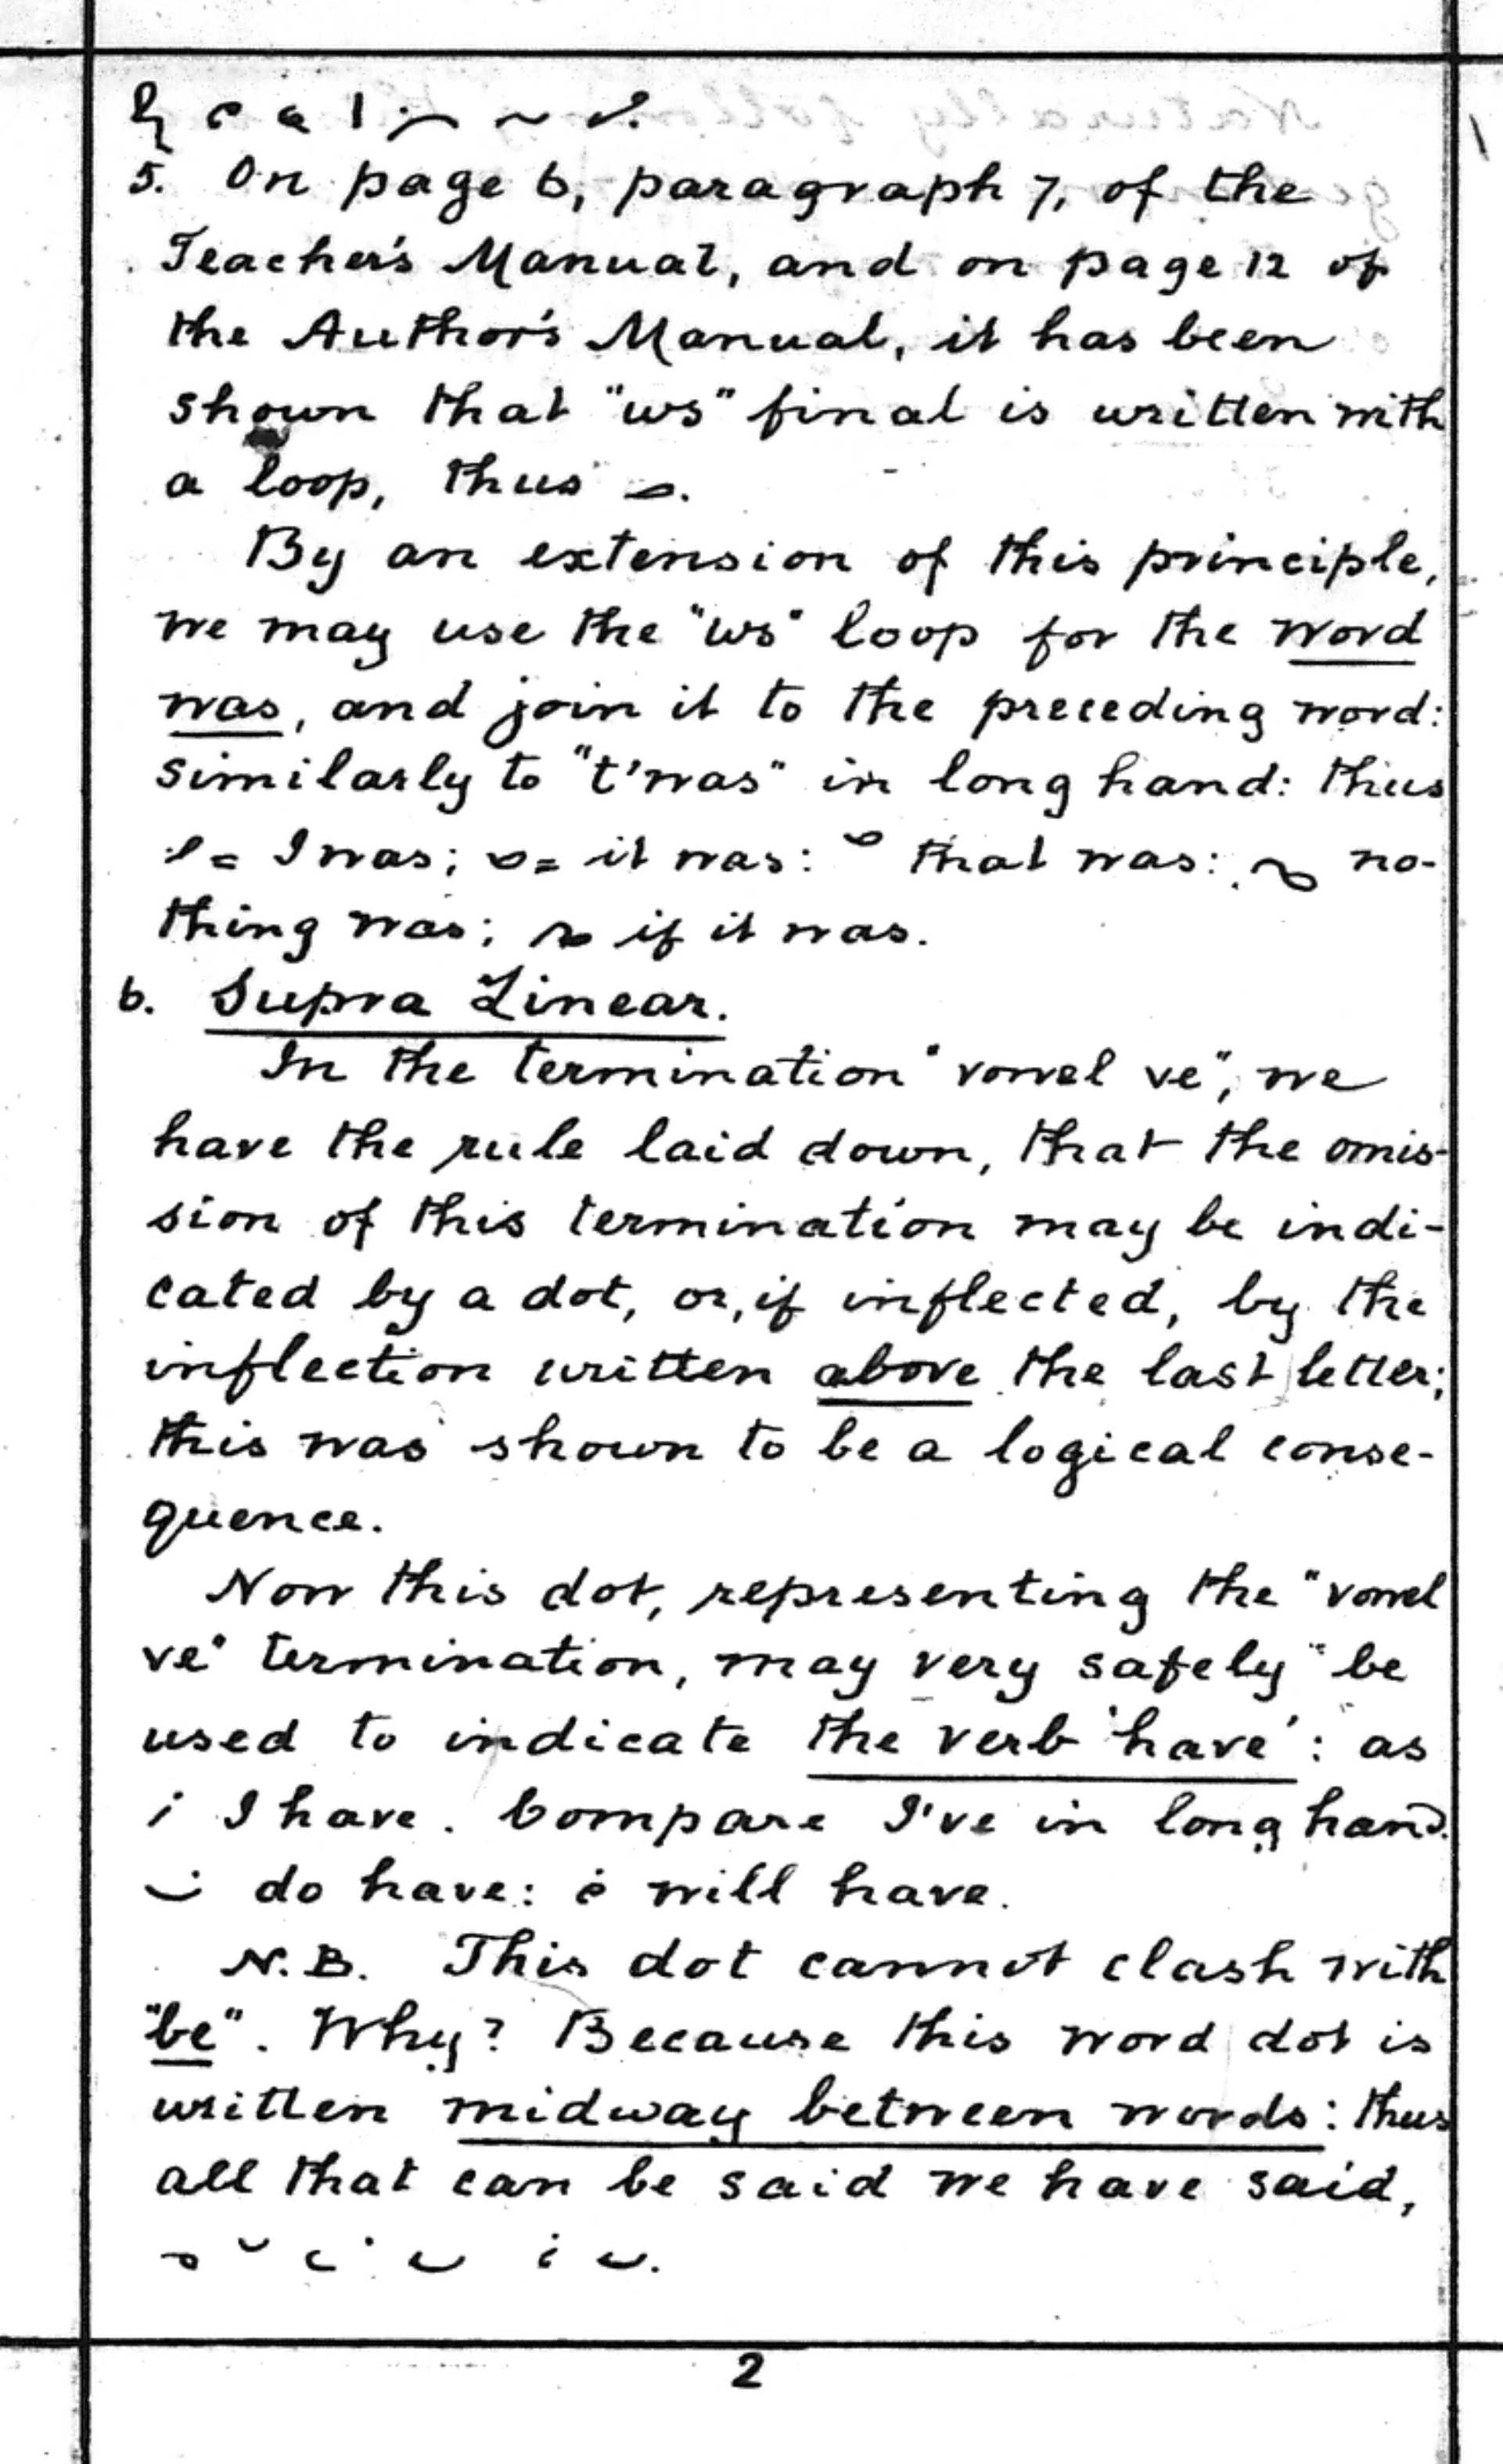 5. On page 6, paragraph 7, of the
Teacher's Manual, and on page 12 of
the Author's Manual, it has been
shown that "ws" final is written with
a loop, thus
By an extension of this principle,
we may use the "ws" loop for the word
was, and join it to the preceding word:
similarly to "t'was" in long hand: thus
= I was; = it was: that was: no-
thing was; if it was.
6. Supra Linear.
In the termination "vowel ve", we
have the rule laid down, that the omis-
sion of this termination may be indi-
cated by a dot, or, if inflected, by the
inflection written above the last letter;
this was shown to be a logical conse-
quence.
Now this dot, representing the "vowel
ve" termination, may very safely be
used to indicate the verb 'have': as
I have. Compare I've in long hand.
do have: will have.
N.B. This dot cannot clash with
"be". Why? Because this word dot is
written midway between words: thus
all that can be said we have said,
2